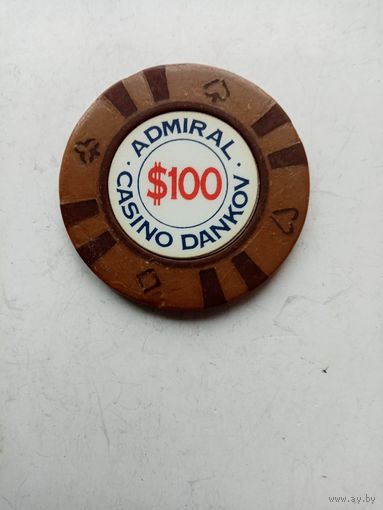 · ADMIRAL ·
$100
CASINO DANKOV
www.ay.by